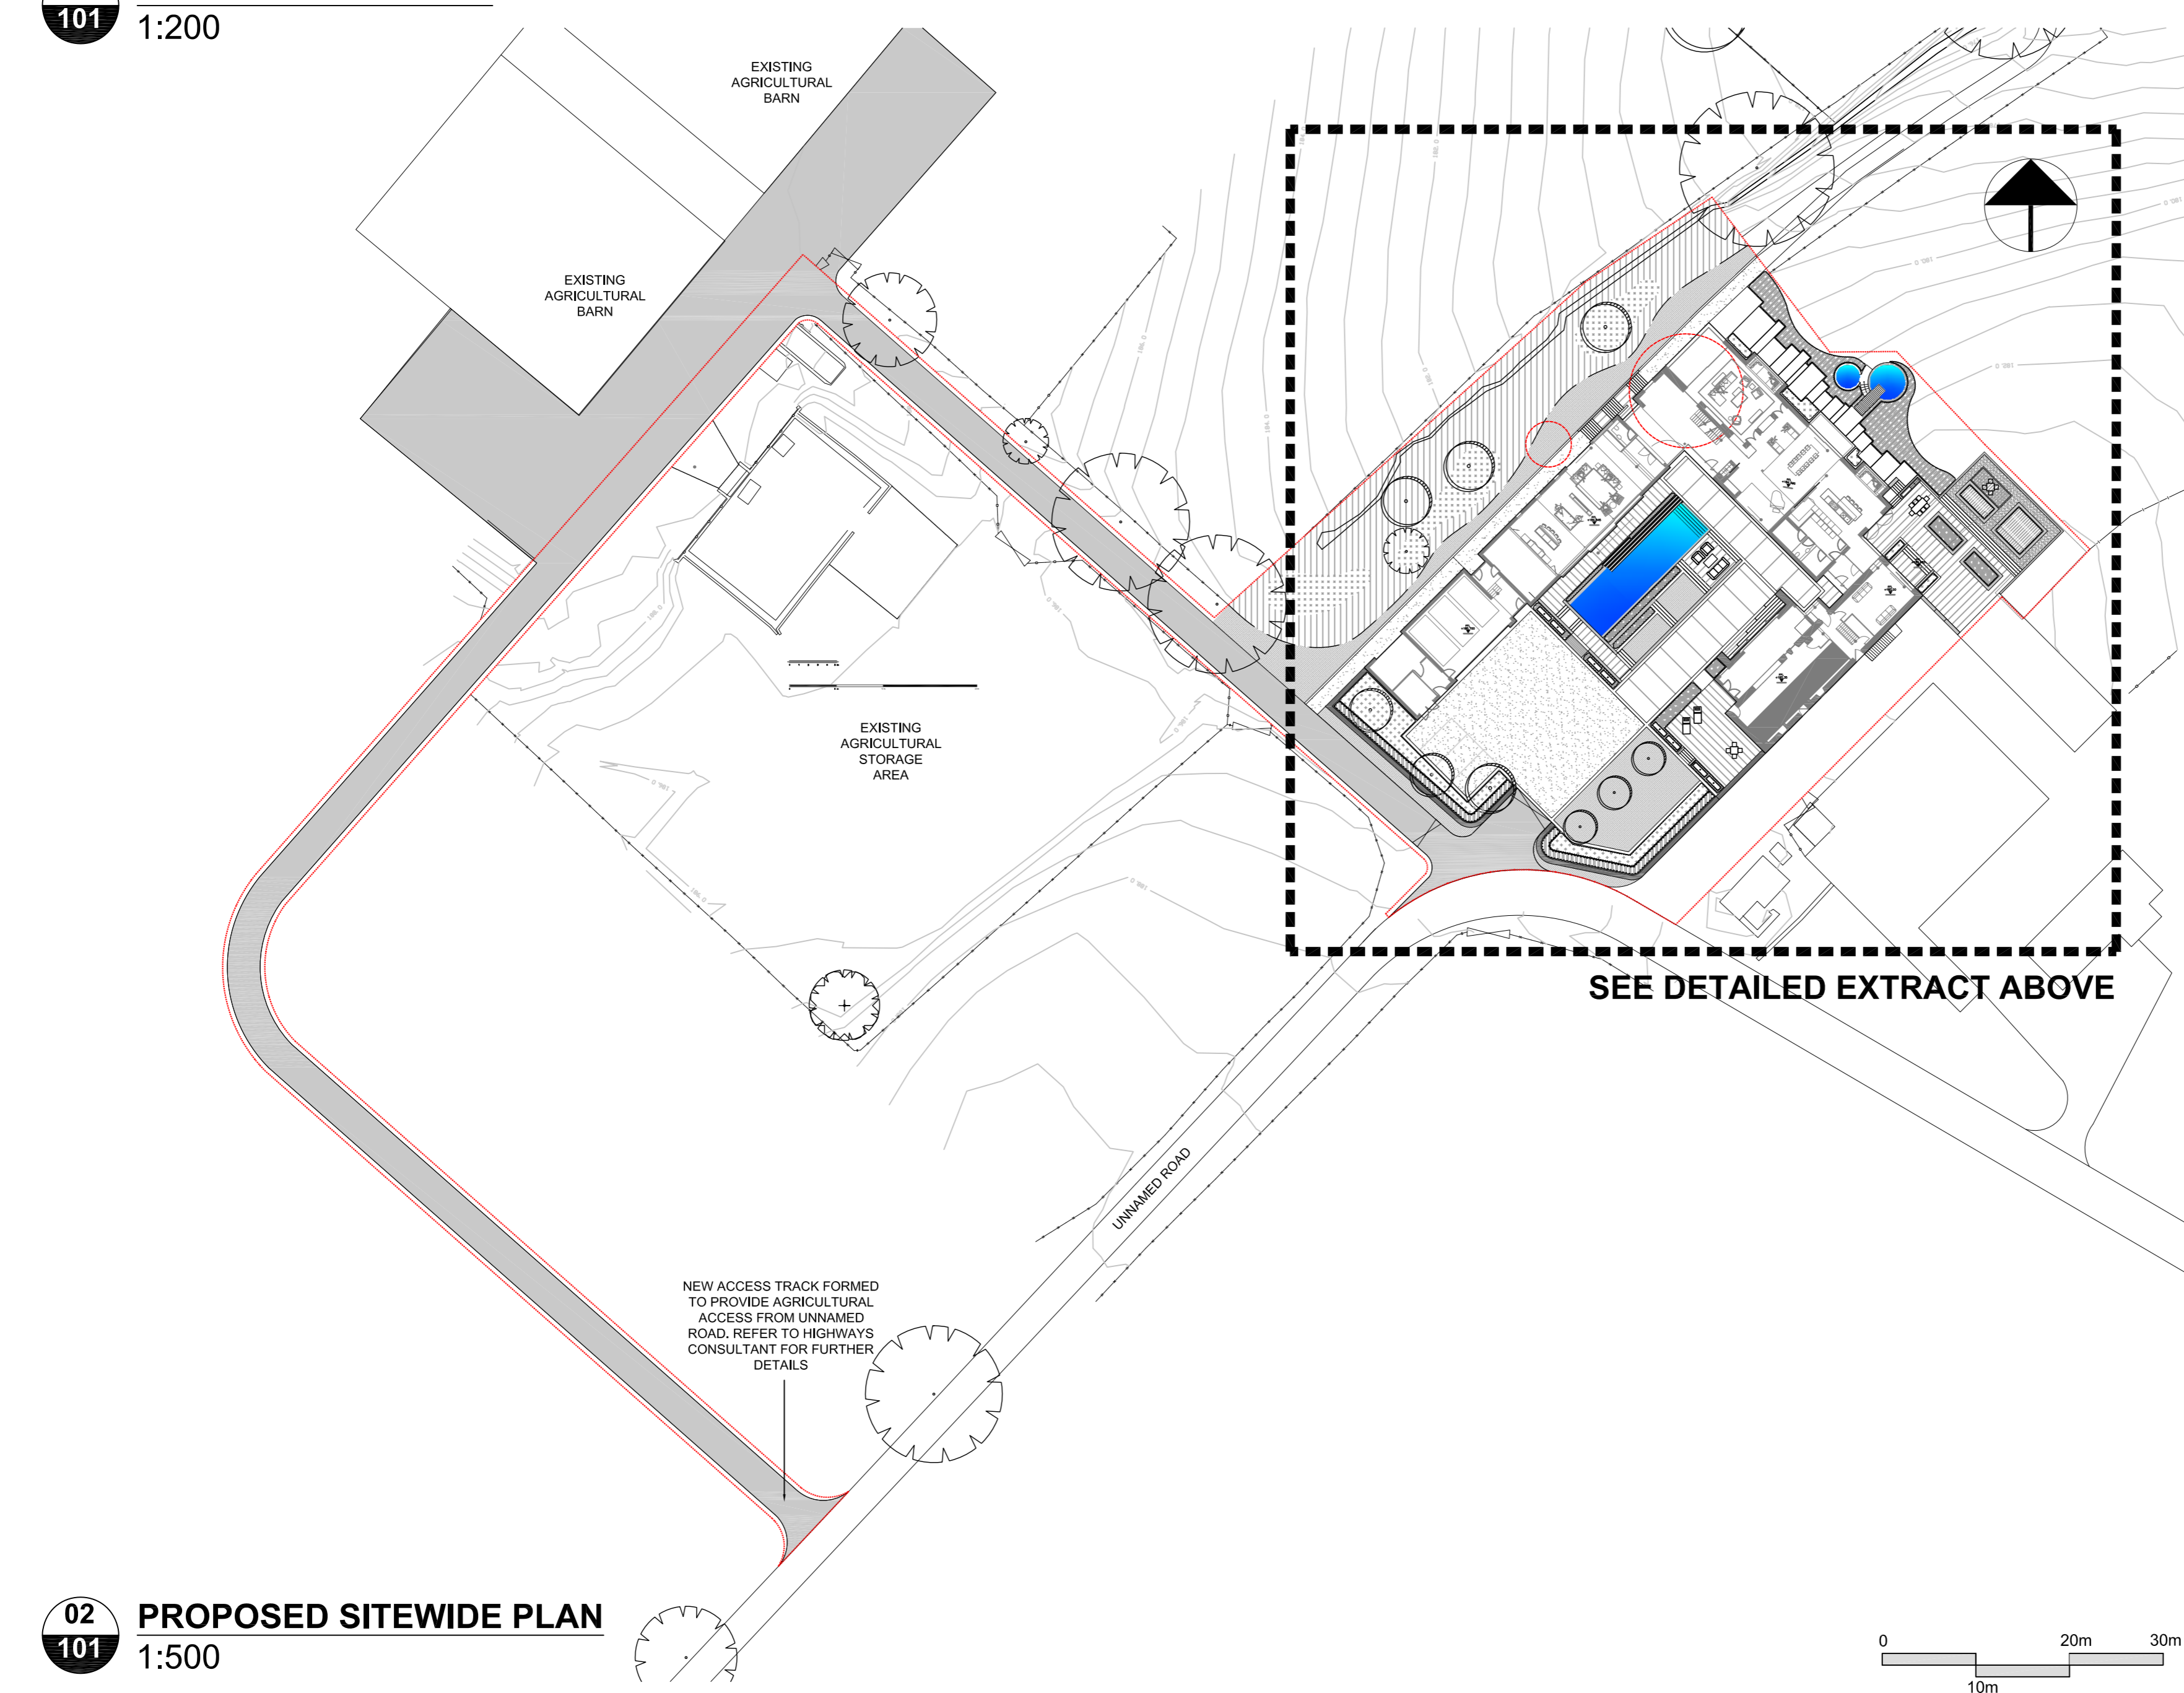 101
1:200
EXISTING
AGRICULTURAL
BARN
EXISTING
AGRICULTURAL
BARN
EXISTING
AGRICULTURAL
STORAGE
AREA
SEE DETAILED EXTRACT ABOVE
UNNAMED ROAD
NEW ACCESS TRACK FORMED
TO PROVIDE AGRICULTURAL
ACCESS FROM UNNAMED
ROAD. REFER TO HIGHWAYS
CONSULTANT FOR FURTHER
DETAILS
02
101
PROPOSED SITEWIDE PLAN
1:500
0
20m
30m
10m